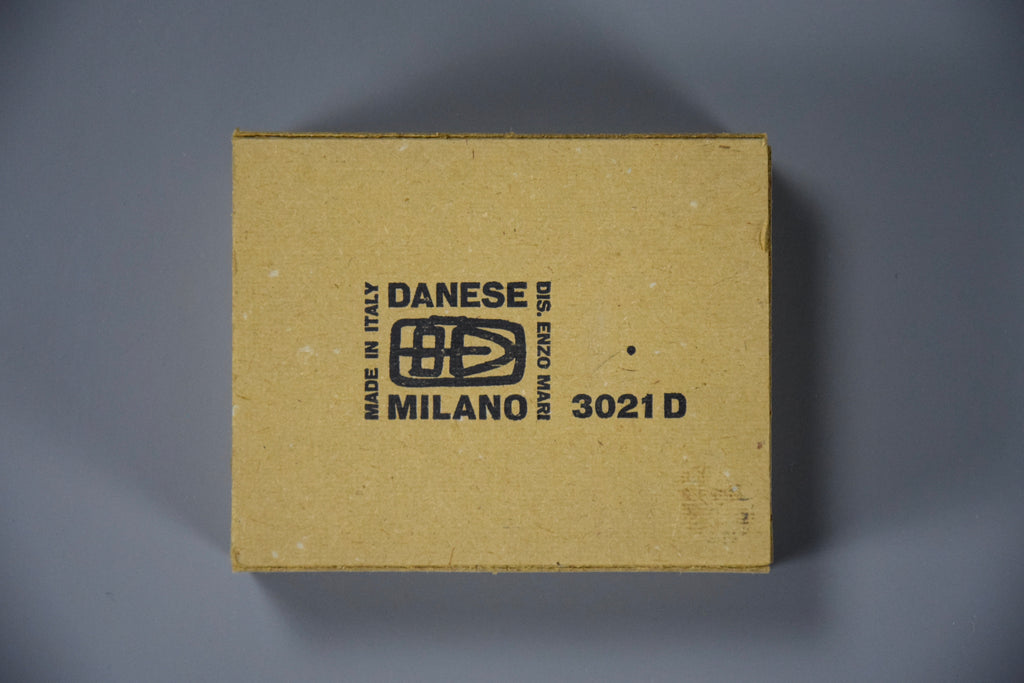 MADE IN ITALY
DANESE
MILANO
DIS. ENZO MARI
3021 D